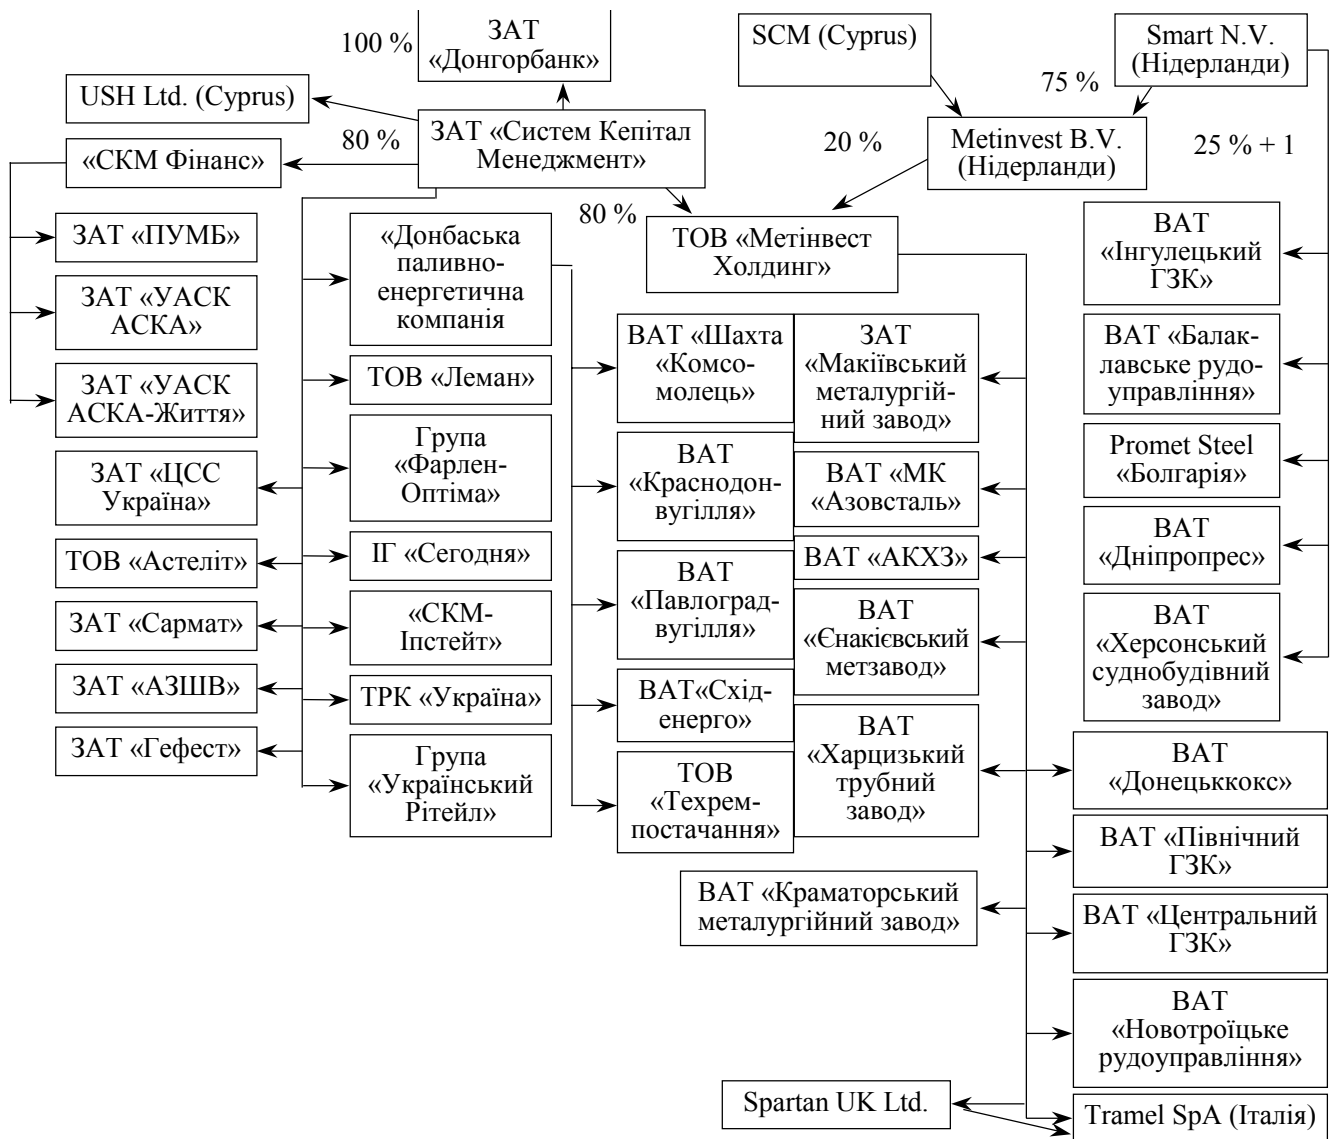 ЗАТ
«Донгорбанк»
100 %
SCM (Cyprus)
Smart N.V.
(Нідерланди)
75 %
USH Ltd. (Cyprus)
80 %
ЗАТ «Систем Кепітал
Менеджмент»
20 %
Metinvest B.V.
(Нідерланди)
25 % + 1
«СКМ Фінанс»
80 %
ТОВ «Метінвест
Холдинг»
ЗАТ «ПУМБ»
ЗАТ «УАСК
АСКА»
ЗАТ «УАСК
АСКА-Життя»
ЗАТ «ЦСС
Україна»
ТОВ «Астеліт»
ЗАТ «Сармат»
ЗАТ «АЗШВ»
ЗАТ «Гефест»
«Донбаська
паливно-
енергетична
компанія
ТОВ «Леман»
Група
«Фарлен-
Оптіма»
ІГ «Сегодня»
«СКМ-
Іпстейт»
ТРК «Україна»
Група
«Український
Рітейл»
ВАТ «Шахта
«Комсо-
молець»
ВАТ
«Краснодон-
вугілля»
ВАТ
«Павлоград-
вугілля»
ВАТ«Схід-
енерго»
ТОВ
«Техрем-
постачання»
ЗАТ
«Макіївський
металургій-
ний завод»
ВАТ «МК
«Азовсталь»
ВАТ «АКХЗ»
ВАТ
«Єнакієвський
метзавод»
ВАТ
«Харцизький
трубний
завод»
ВАТ «Краматорський
металургійний завод»
Spartan UK Ltd.
ВАТ
«Інгулецький
ГЗК»
ВАТ «Балак-
лавське рудо-
управління»
Promet Steel
«Болгарія»
ВАТ
«Дніпропрес»
ВАТ
«Херсонський
суднобудівний
завод»
ВАТ
«Донецьккокс»
ВАТ «Північний
ГЗК»
ВАТ «Центральний
ГЗК»
ВАТ
«Новотроїцьке
рудоуправління»
Tramel SpA (Італія)